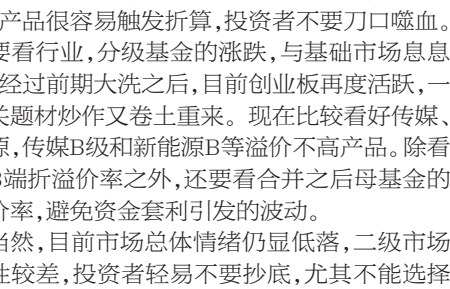 产品很容易触发折算,投资者不要刀口噬血。
要看行业,分级基金的涨跌,与基础市场息息
经过前期大洗之后,目前创业板再度活跃,一
关题材炒作又卷土重来。现在比较看好传媒、
原,传媒B级和新能源B等溢价不高产品。除看
端折溢价率之外,还要看合并之后母基金的
价率,避免资金套利引发的波动。
当然,目前市场总体情绪仍显低落,二级市场
性较差,投资者轻易不要抄底,尤其不能选择